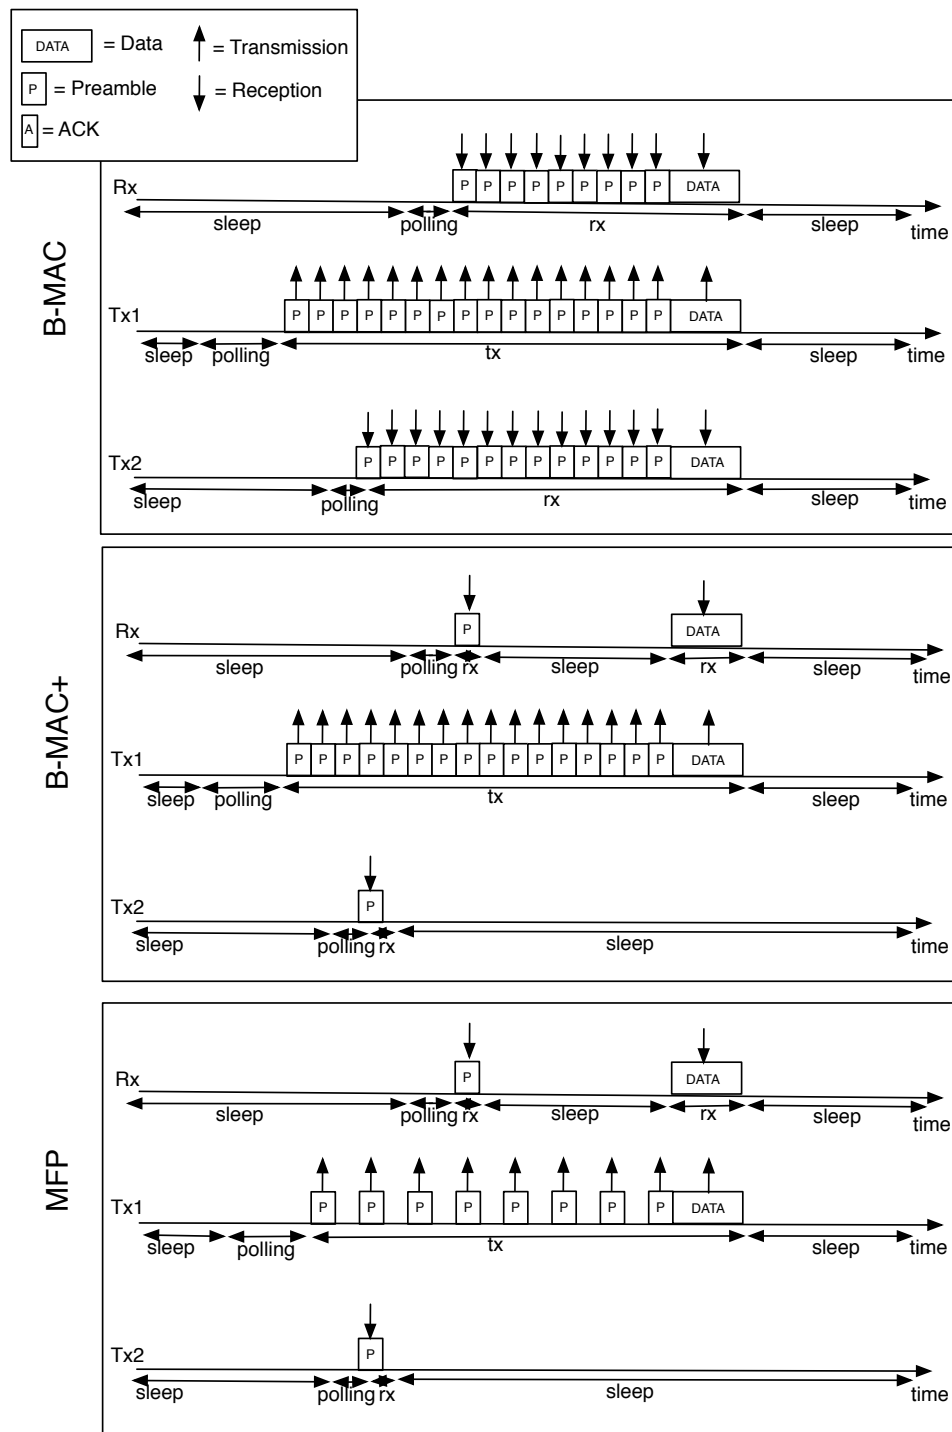 DATA = Data = Transmission
P = Preamble = Reception
A = ACK
B-MAC
Rx
P P P P P P P P P DATA
sleep polling rx sleep time
Tx1
P P P P P P P P P P P P P P P P DATA
sleep polling tx sleep time
Tx2
P P P P P P P P P P P P P DATA
sleep polling rx sleep time
B-MAC+
Rx
P DATA
sleep polling rx sleep rx sleep time
Tx1
P P P P P P P P P P P P P P P P DATA
sleep polling tx sleep time
Tx2
P
sleep polling rx sleep time
MFP
Rx
P DATA
sleep polling rx sleep rx sleep time
Tx1
P P P P P P P P DATA
sleep polling tx sleep time
Tx2
P
sleep polling rx sleep time